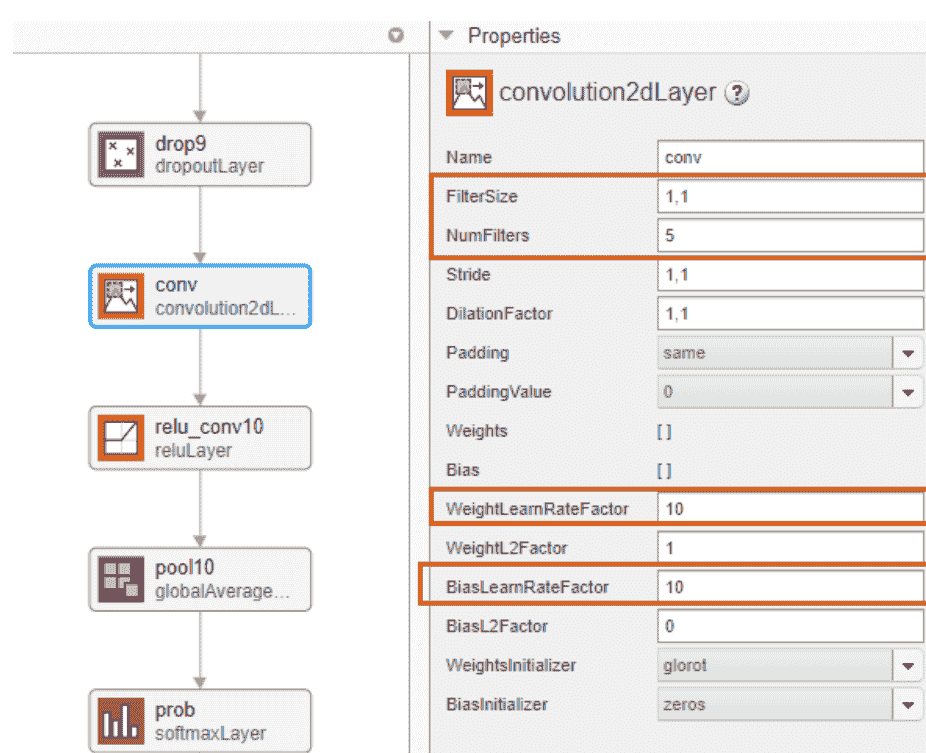 drop9
dropoutLayer
conv
convolution2dL...
relu_conv10
reluLayer
pool10
globalAverage...
prob
softmaxLayer
Properties
convolution2dLayer ?
Name conv
FilterSize 1,1
NumFilters 5
Stride 1,1
DilationFactor 1,1
Padding same
PaddingValue 0
Weights []
Bias []
WeightLearnRateFactor 10
WeightL2Factor 1
BiasLearnRateFactor 10
BiasL2Factor 0
WeightsInitializer glorot
BiasInitializer zeros